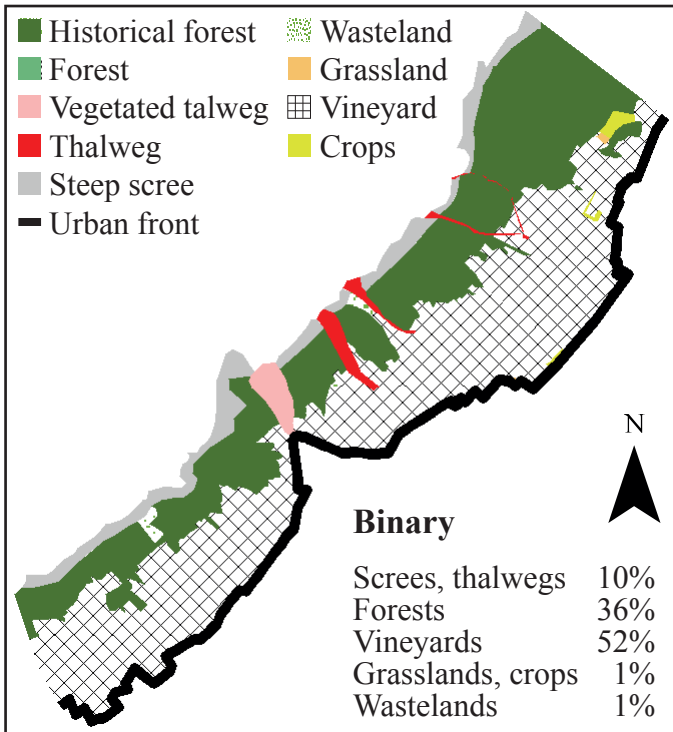 Historical forest
Forest
Vegetated talweg
Thalweg
Steep scree
Urban front
Wasteland
Grassland
Vineyard
Crops
N
Binary
Screes, thalwegs 10%
Forests 36%
Vineyards 52%
Grasslands, crops 1%
Wastelands 1%